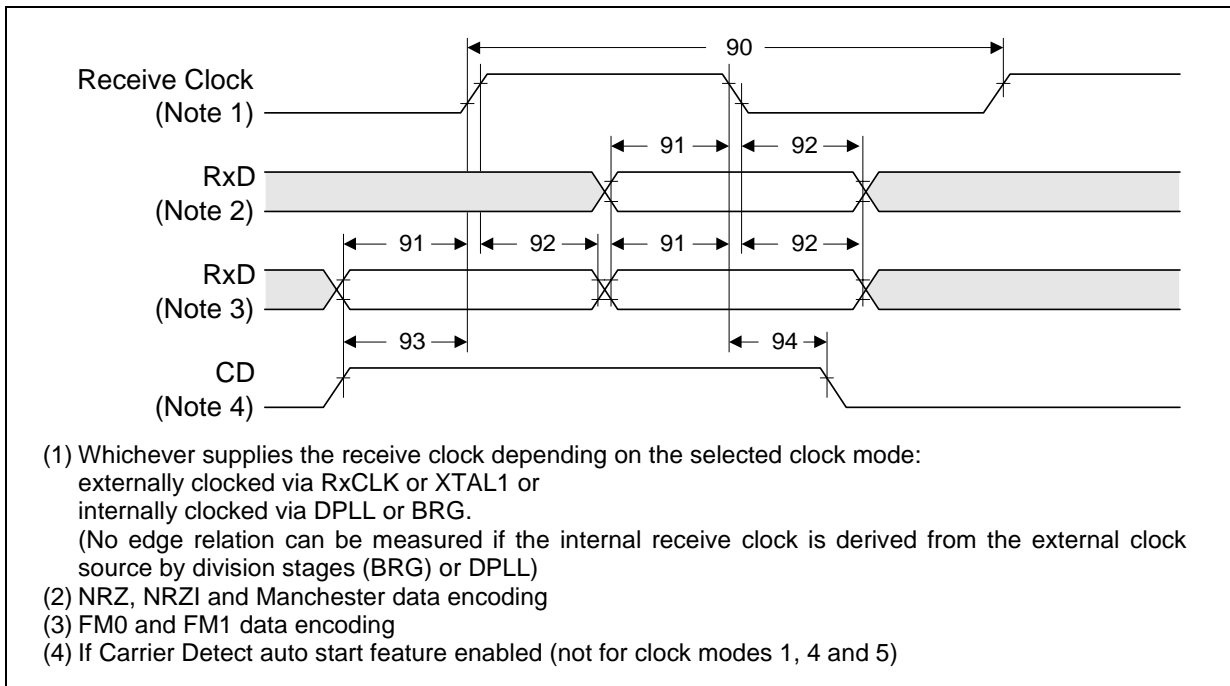 90
Receive Clock
(Note 1)
91 92
RxD
(Note 2)
91 92 91 92
RxD
(Note 3)
93 94
CD
(Note 4)
(1) Whichever supplies the receive clock depending on the selected clock mode:
externally clocked via RxCLK or XTAL1 or
internally clocked via DPLL or BRG.
(No edge relation can be measured if the internal receive clock is derived from the external clock
source by division stages (BRG) or DPLL)
(2) NRZ, NRZI and Manchester data encoding
(3) FM0 and FM1 data encoding
(4) If Carrier Detect auto start feature enabled (not for clock modes 1, 4 and 5)